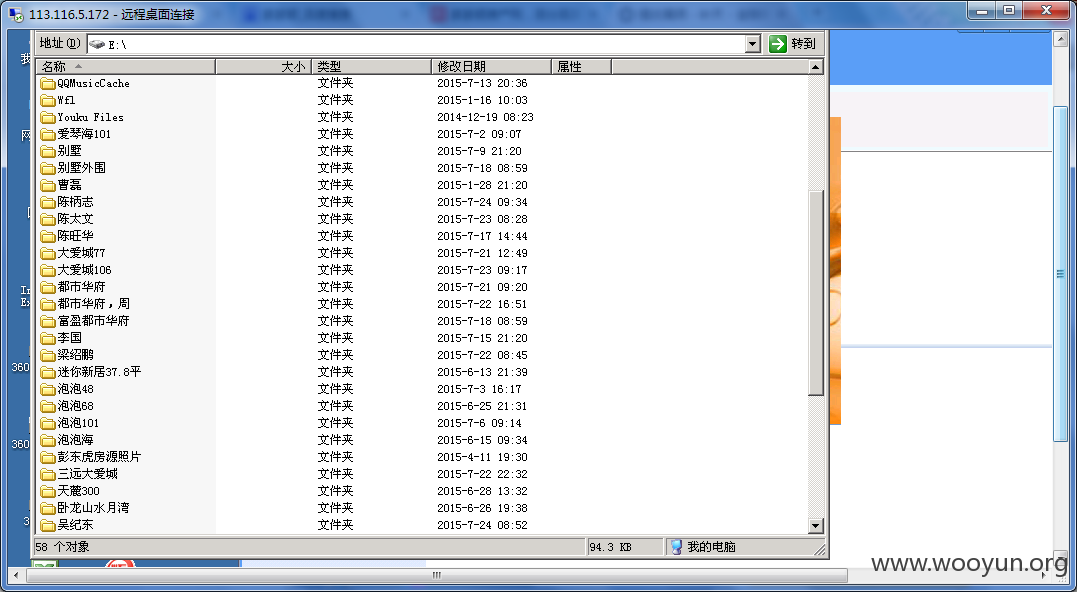 113.116.5.172 - 远程桌面连接
地址(D) E:\ 转到
名称 大小 类型 修改日期 属性
QQMusicCache 文件夹 2015-7-13 20:36
Wfl 文件夹 2015-1-16 10:03
Youku Files 文件夹 2014-12-19 08:23
爱琴海101 文件夹 2015-7-2 09:07
别墅 文件夹 2015-7-9 21:20
别墅外围 文件夹 2015-7-18 08:59
曹磊 文件夹 2015-1-28 21:20
陈柄志 文件夹 2015-7-24 09:34
陈太文 文件夹 2015-7-23 08:28
陈旺华 文件夹 2015-7-17 14:44
大爱城77 文件夹 2015-7-21 12:49
大爱城106 文件夹 2015-7-23 09:17
都市华府 文件夹 2015-7-21 09:20
都市华府，周 文件夹 2015-7-22 16:51
富盈都市华府 文件夹 2015-7-18 08:59
李国 文件夹 2015-7-15 21:20
梁绍鹏 文件夹 2015-7-22 08:45
迷你新居37.8平 文件夹 2015-6-13 21:39
泡泡48 文件夹 2015-7-3 16:17
泡泡68 文件夹 2015-6-25 21:31
泡泡101 文件夹 2015-7-6 09:14
泡泡海 文件夹 2015-6-15 09:34
彭东虎房源照片 文件夹 2015-4-11 19:30
三远大爱城 文件夹 2015-7-22 22:32
天麓300 文件夹 2015-6-28 13:32
卧龙山水月湾 文件夹 2015-6-26 19:38
吴纪东 文件夹 2015-7-24 08:52
58 个对象 94.3 KB 我的电脑
我
网
In
Ex
360
360
3
www.wooyun.org